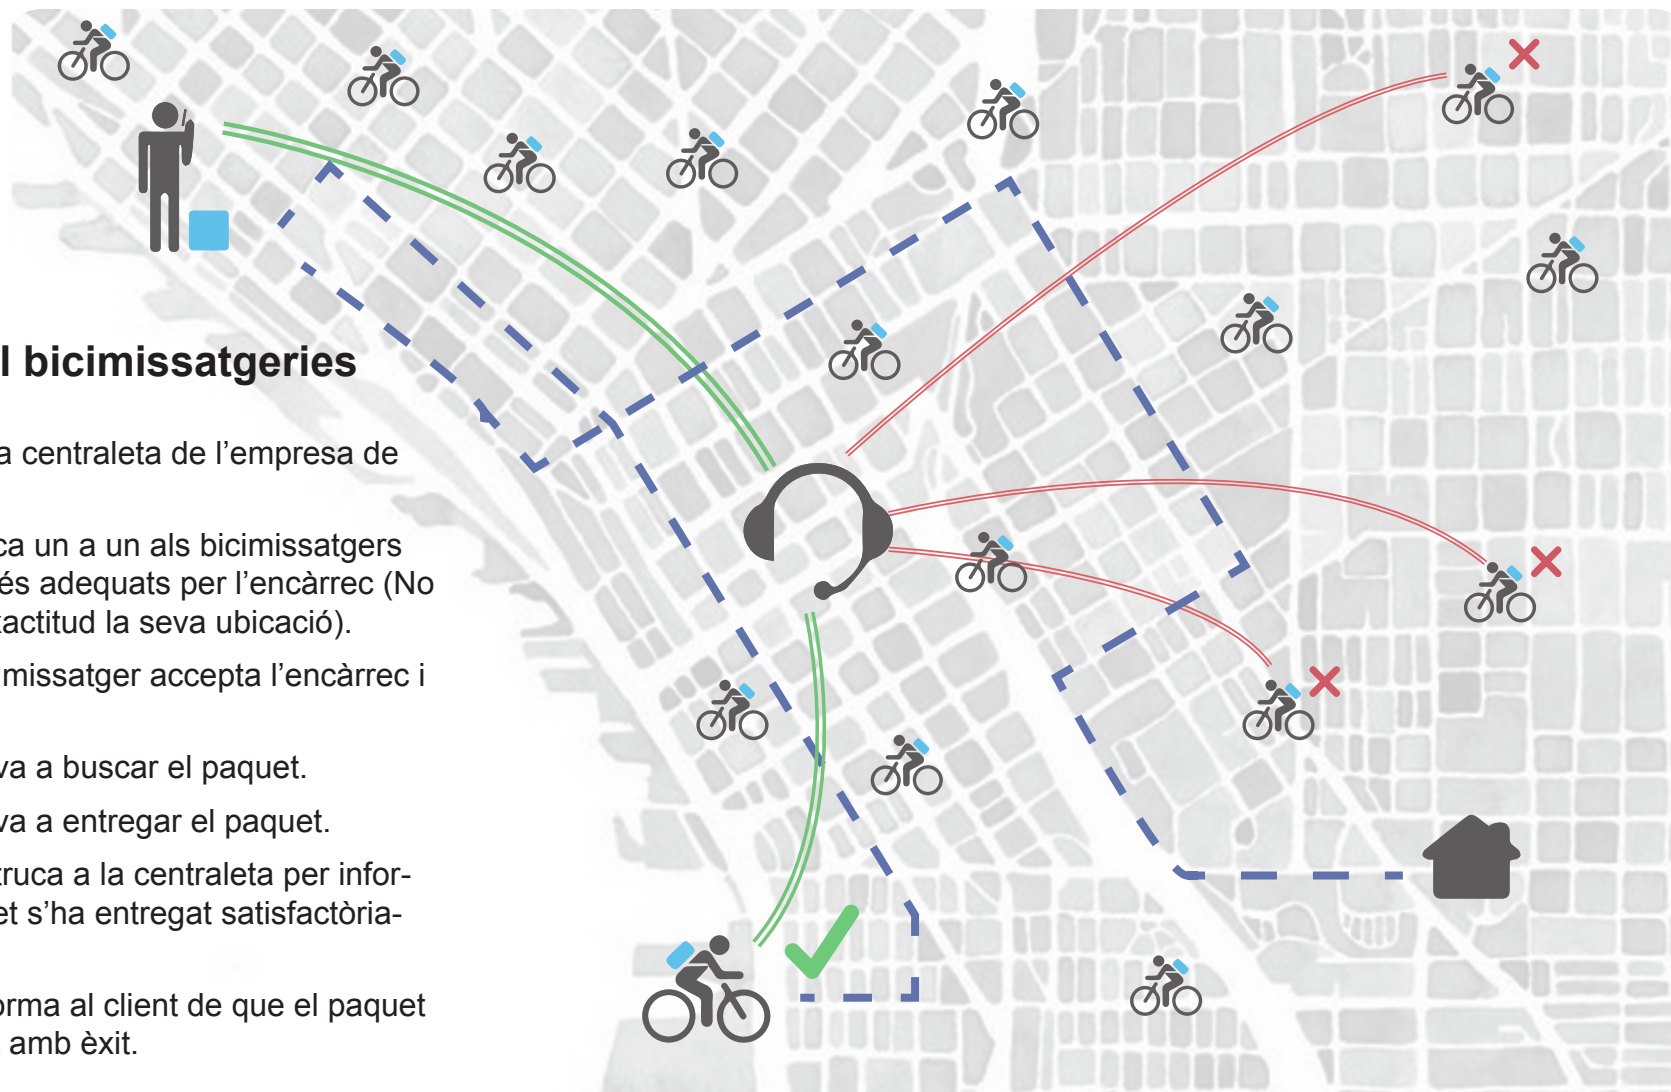 l bicimissatgeries
a centraleta de l’empresa de
ca un a un als bicimissatgers
és adequats per l’encàrrec (No
xactitud la seva ubicació).
missatger accepta l’encàrrec i
va a buscar el paquet.
va a entregar el paquet.
truca a la centraleta per infor-
et s’ha entregat satisfactòria-
orma al client de que el paquet
amb èxit.